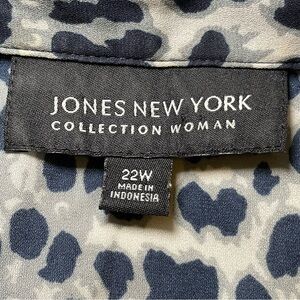 JONES NEW YORK
COLLECTION WOMAN
22W
MADE IN
INDONESIA